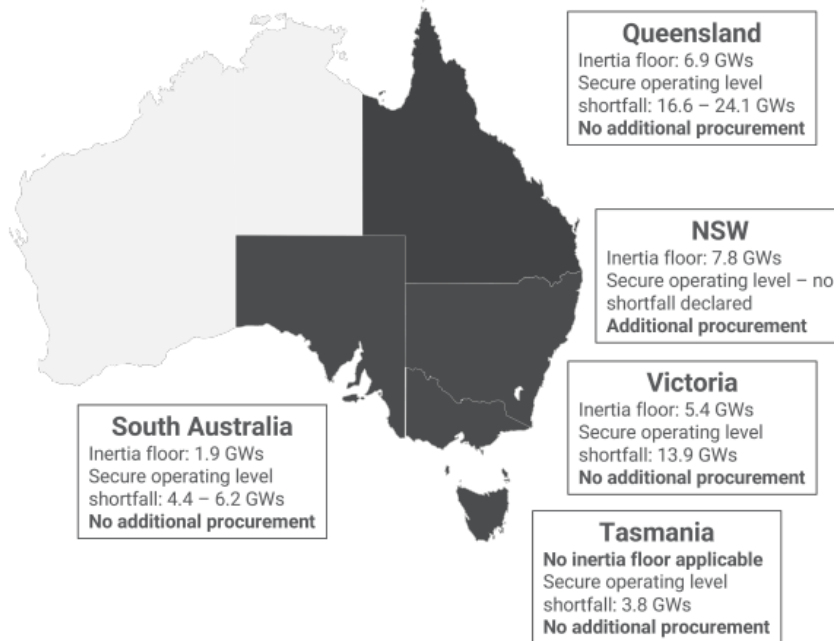 Queensland
Inertia floor: 6.9 GWs
Secure operating level
shortfall: 16.6 – 24.1 GWs
No additional procurement
NSW
Inertia floor: 7.8 GWs
Secure operating level – no
shortfall declared
Additional procurement
Victoria
Inertia floor: 5.4 GWs
Secure operating level
shortfall: 13.9 GWs
No additional procurement
South Australia
Inertia floor: 1.9 GWs
Secure operating level
shortfall: 4.4 – 6.2 GWs
No additional procurement
Tasmania
No inertia floor applicable
Secure operating level
shortfall: 3.8 GWs
No additional procurement